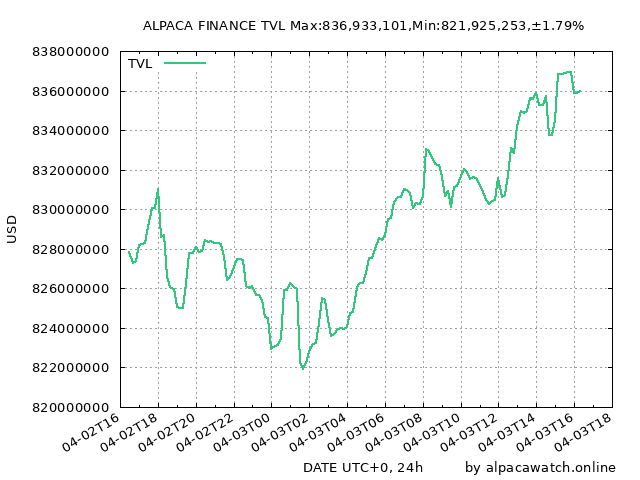 ALPACA FINANCE TVL Max:836,933,101,Min:821,925,253,±1.79%
TVL
838000000
836000000
834000000
832000000
830000000
828000000
826000000
824000000
822000000
820000000
USD
04-02T16
04-02T18
04-02T20
04-02T22
04-03T00
04-03T02
04-03T04
04-03T06
04-03T08
04-03T10
04-03T12
04-03T14
04-03T16
04-03T18
DATE UTC+0, 24h
by alpacawatch.online